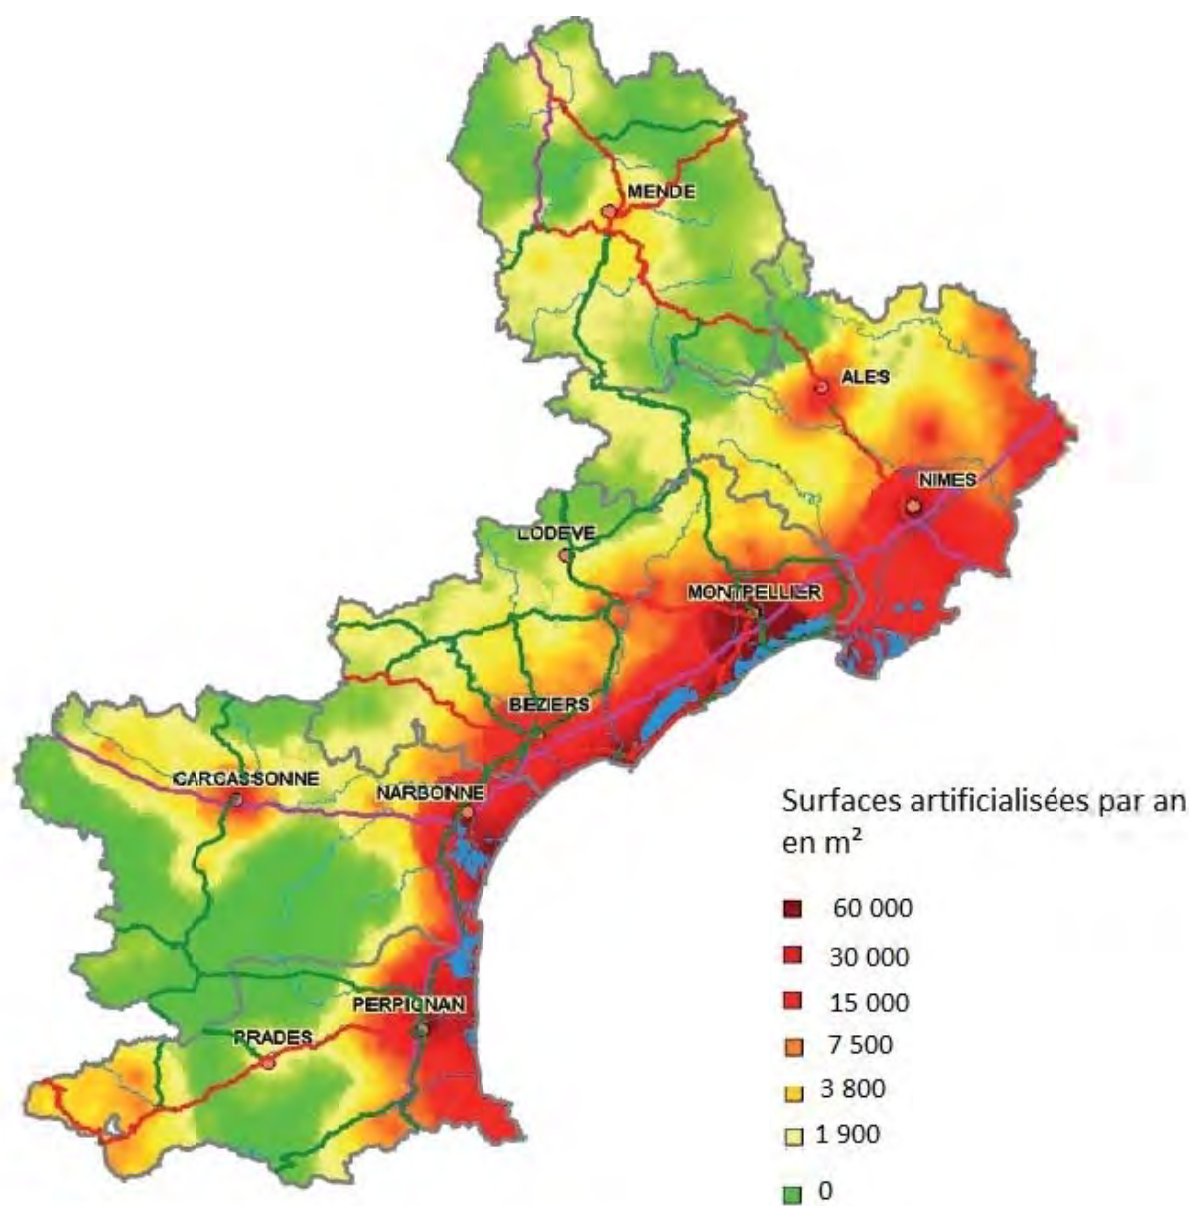 MENDE
ALES
NIMES
LODEVE
MONTPELLIER
BEZIERS
CARCASSONNE
NARBONNE
PERPIGNAN
PRADES
Surfaces artificialisées par an
en m²
60 000
30 000
15 000
7 500
3 800
1 900
0